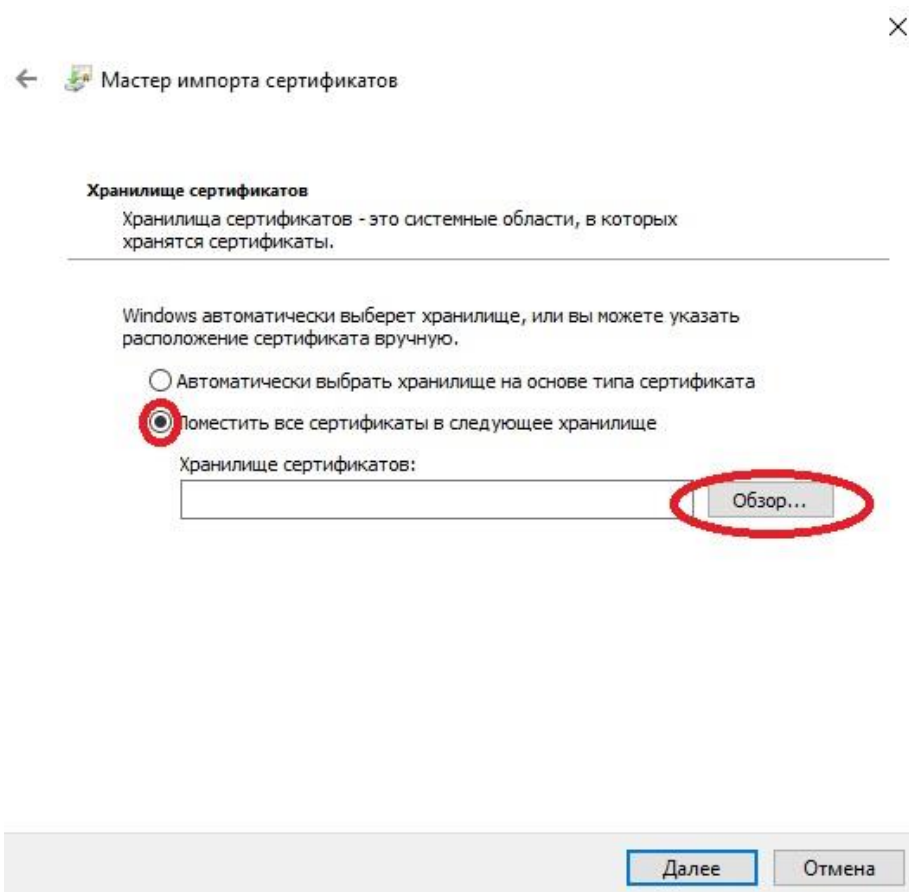 Мастер импорта сертификатов
Хранилище сертификатов
Хранилища сертификатов - это системные области, в которых
хранятся сертификаты.
Windows автоматически выберет хранилище, или вы можете указать
расположение сертификата вручную.
Автоматически выбрать хранилище на основе типа сертификата
Поместить все сертификаты в следующее хранилище
Хранилище сертификатов:
Обзор...
Далее
Отмена